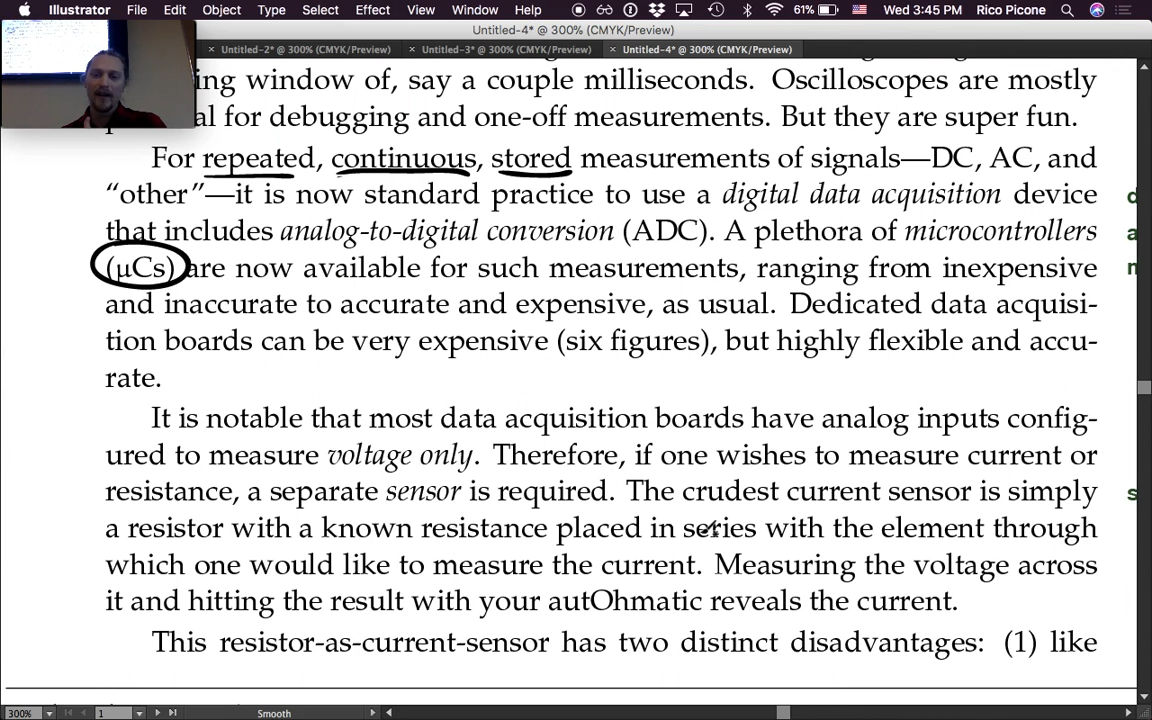 Illustrator File Edit Object Type Select Effect View Window Help 61% Wed 3:45 PM Rico Picone
Untitled-4* @ 300% (CMYK/Preview)
× Untitled-2* @ 300% (CMYK/Preview) × Untitled-3* @ 300% (CMYK/Preview) × Untitled-4* @ 300% (CMYK/Preview)
ing window of, say a couple milliseconds. Oscilloscopes are mostly
al for debugging and one-off measurements. But they are super fun.
For repeated, continuous, stored measurements of signals—DC, AC, and
“other”—it is now standard practice to use a digital data acquisition device
that includes analog-to-digital conversion (ADC). A plethora of microcontrollers
(μCs) are now available for such measurements, ranging from inexpensive
and inaccurate to accurate and expensive, as usual. Dedicated data acquisi-
tion boards can be very expensive (six figures), but highly flexible and accu-
rate.
It is notable that most data acquisition boards have analog inputs config-
ured to measure voltage only. Therefore, if one wishes to measure current or
resistance, a separate sensor is required. The crudest current sensor is simply
a resistor with a known resistance placed in series with the element through
which one would like to measure the current. Measuring the voltage across
it and hitting the result with your autOhmatic reveals the current.
This resistor-as-current-sensor has two distinct disadvantages: (1) like
300% 1 Smooth